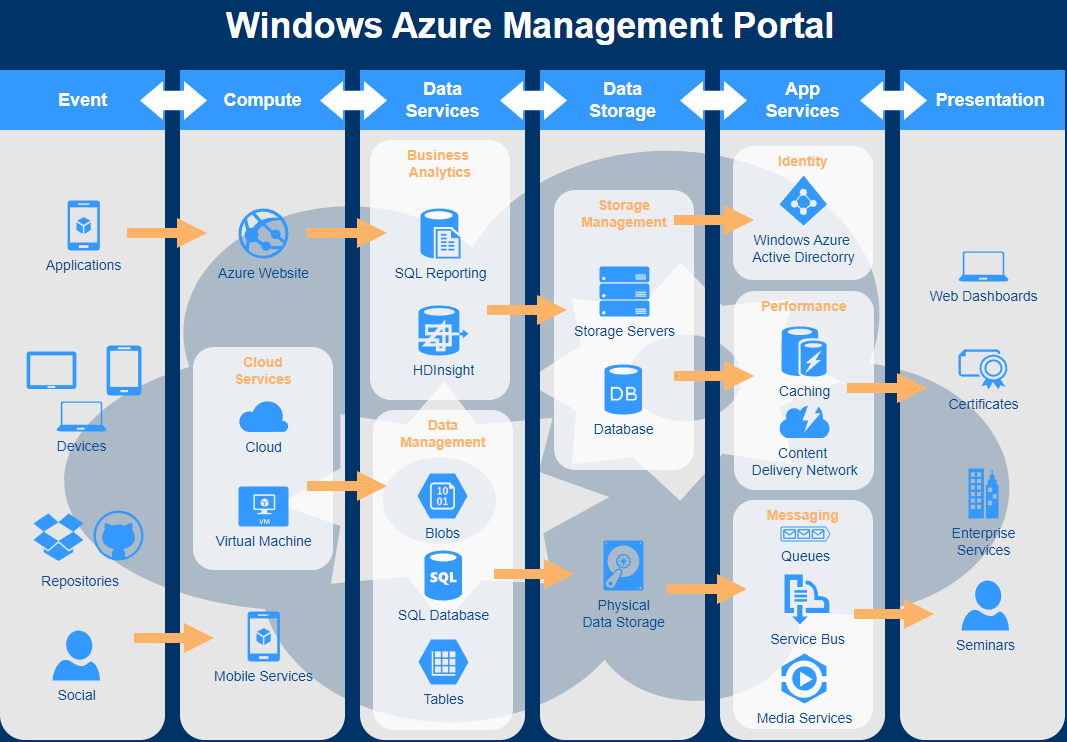 Windows Azure Management Portal
Event
Compute
Data
Services
Data
Storage
App
Services
Presentation
Applications
Devices
Repositories
Social
Azure Website
Cloud
Services
Cloud
VM
Virtual Machine
Mobile Services
Business
Analytics
SQL Reporting
HDInsight
Data
Management
10
01
Blobs
SQL
SQL Database
Tables
Storage
Management
Storage Servers
DB
Database
Physical
Data Storage
Identity
Windows Azure
Active Directory
Performance
Caching
Content
Delivery Network
Messaging
Queues
Service Bus
Media Services
Web Dashboards
Certificates
Enterprise
Services
Seminars